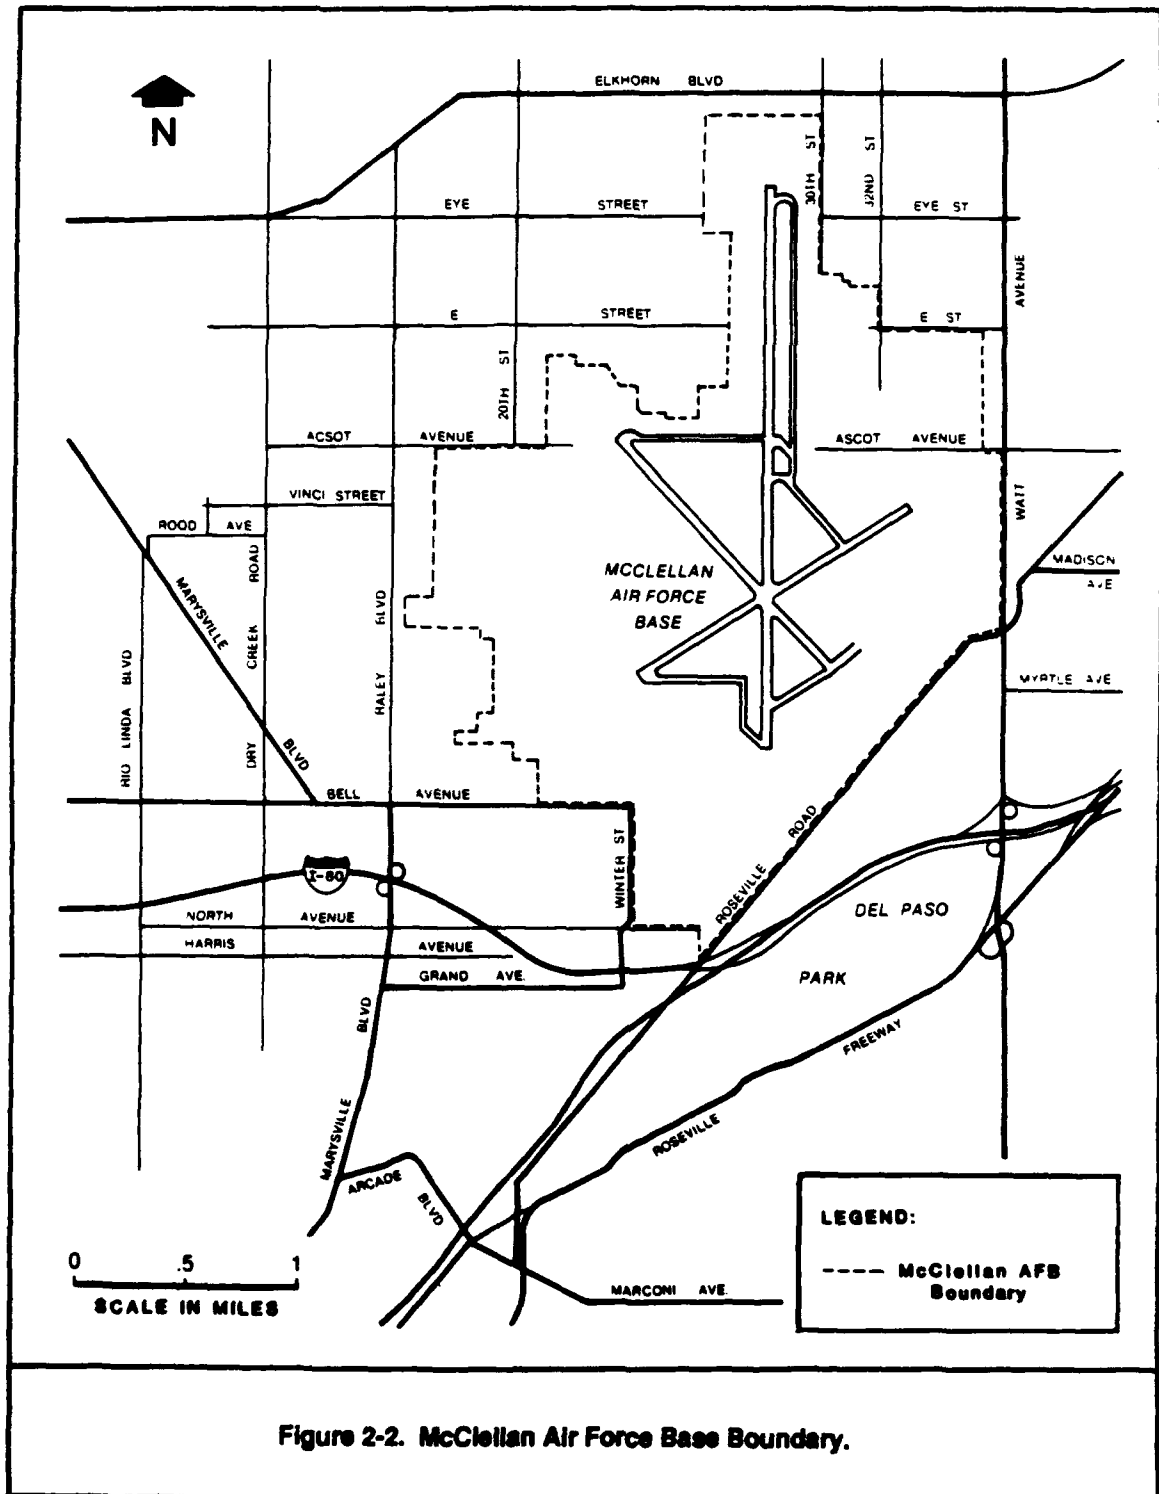 ELKHORN BLVD
N
30TH ST
32ND ST
EYE STREET
EYE ST
AVENUE
E STREET
E ST
20TH ST
ACSOT AVENUE
ASCOT AVENUE
VINCI STREET
WATT
ROOD AVE
MADISON AVE
MCCLELLAN
AIR FORCE
BASE
MARYSVILLE BLVD
DRY CREEK ROAD
RALEY BLVD
RIO LINDA BLVD
MYRTLE AVE
BELL AVENUE
WINTER ST
ROSEVILLE ROAD
I-80
NORTH AVENUE
DEL PASO
PARK
HARRIS AVENUE
GRAND AVE.
MARYSVILLE BLVD
ROSEVILLE FREEWAY
ARCADE BLVD
MARCONI AVE.
0 .5 1
SCALE IN MILES
LEGEND:
McClellan AFB
Boundary
Figure 2-2. McClellan Air Force Base Boundary.